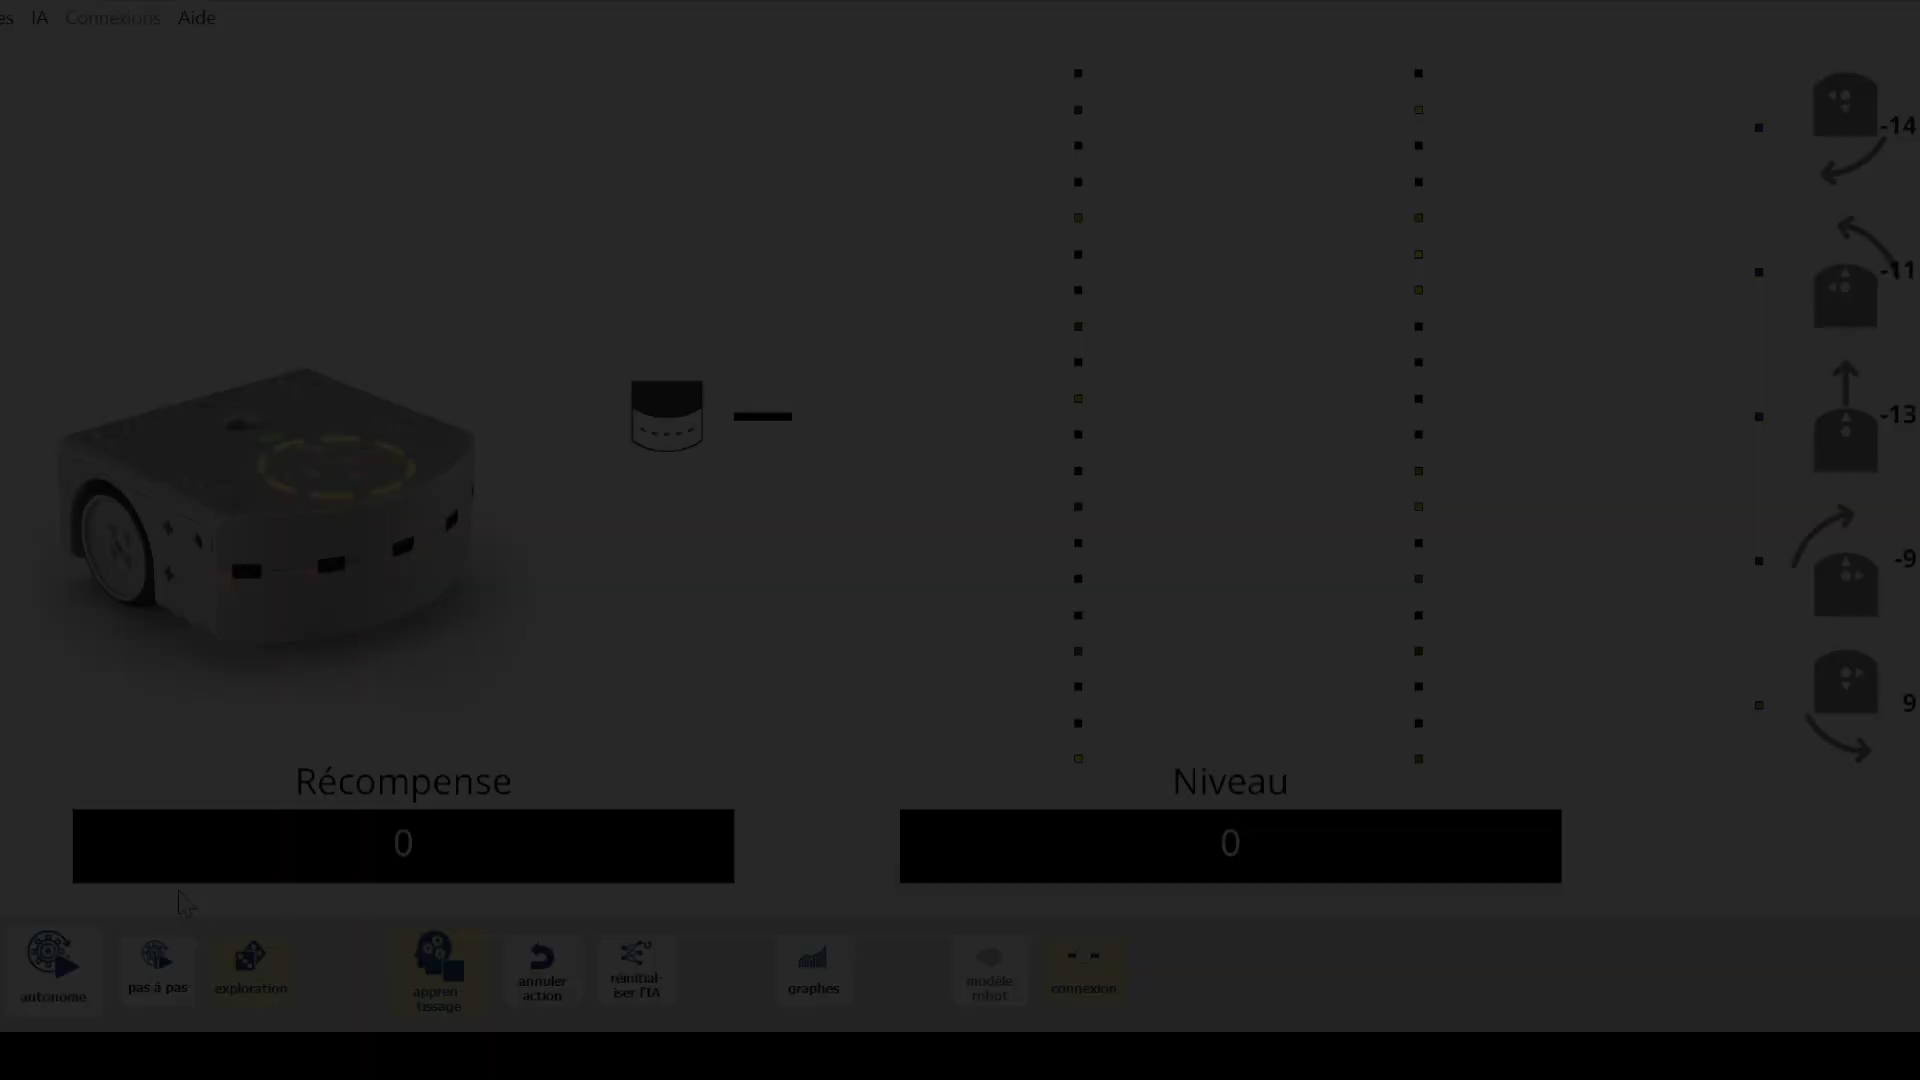 es IA Connexions Aide
-14
-11
-13
-9
9
Récompense
0
Niveau
0
autonome
pas à pas
exploration
appren-
tissage
annuler
action
réinitial-
iser l'IA
graphes
modèle
robot
connexion